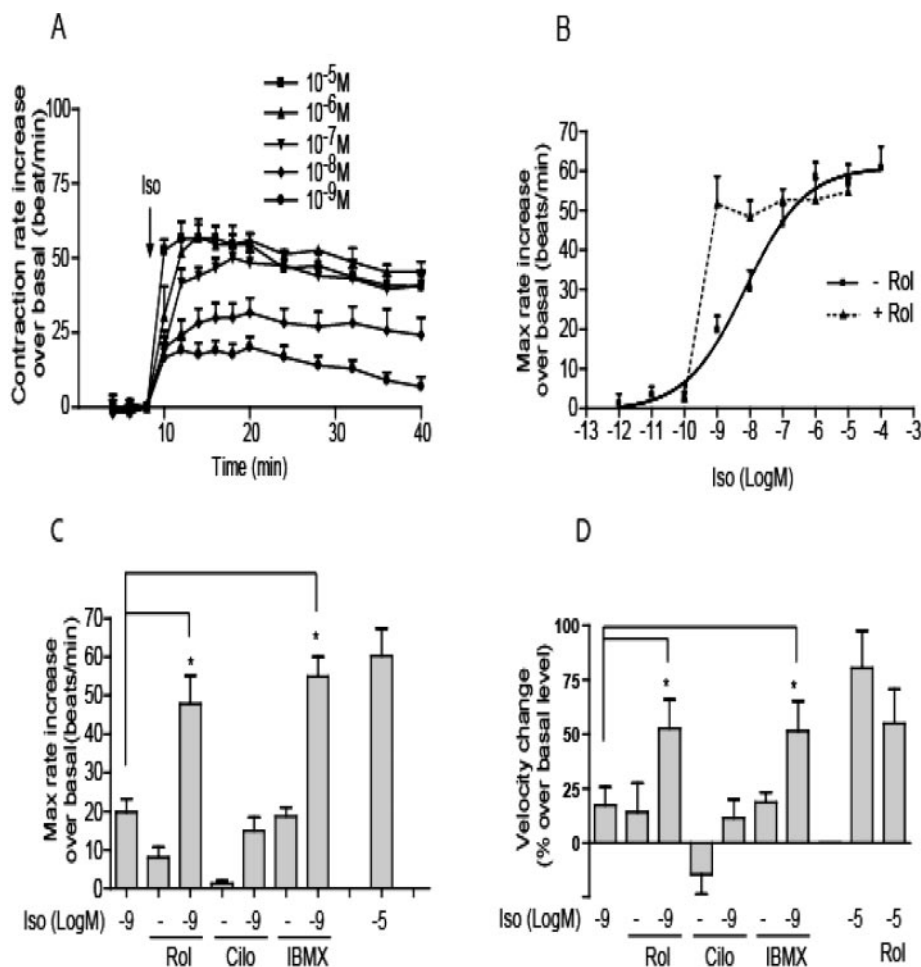 A
Contraction rate increase
over basal (beat/min)
100
75
50
25
0
Iso
10⁻⁵M
10⁻⁶M
10⁻⁷M
10⁻⁸M
10⁻⁹M
10 20 30 40
Time (min)
B
Max rate increase
over basal (beats/min)
70
60
50
40
30
20
10
0
- Rol
+ Rol
-13 -12 -11 -10 -9 -8 -7 -6 -5 -4 -3
Iso (LogM)
C
Max rate increase
over basal(beats/min)
70
60
50
40
30
20
10
0
* *
Iso (LogM) -9 - -9 - -9 - -9 -5
Rol Cilo IBMX
D
Velocity change
(% over basal level)
100
75
50
25
0
* *
Iso (LogM) -9 - -9 - -9 - -9 -5 -5
Rol Cilo IBMX Rol